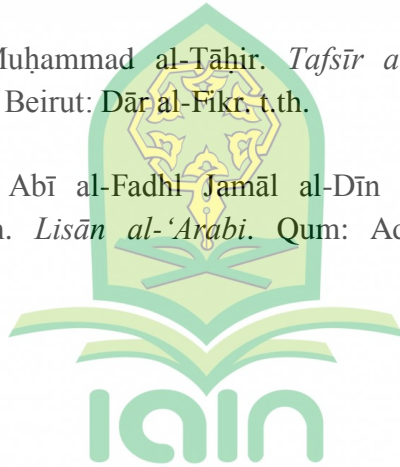 Muḥammad al-Ṭāḥir. Tafsīr a
Beirut: Dār al-Fikr, t.th.
Abī al-Fadhl Jamāl al-Dīn
n. Lisān al-‘Arabi. Qum: Ad
IAIN